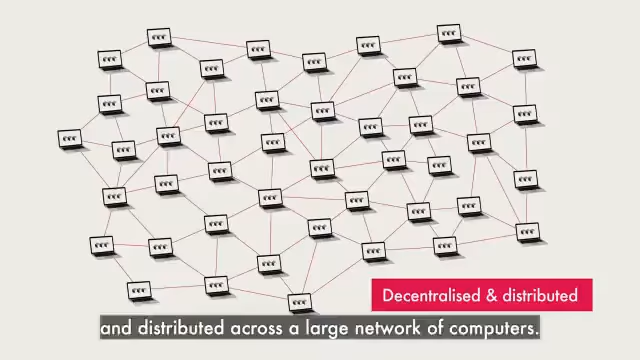 Decentralised & distributed
and distributed across a large network of computers.